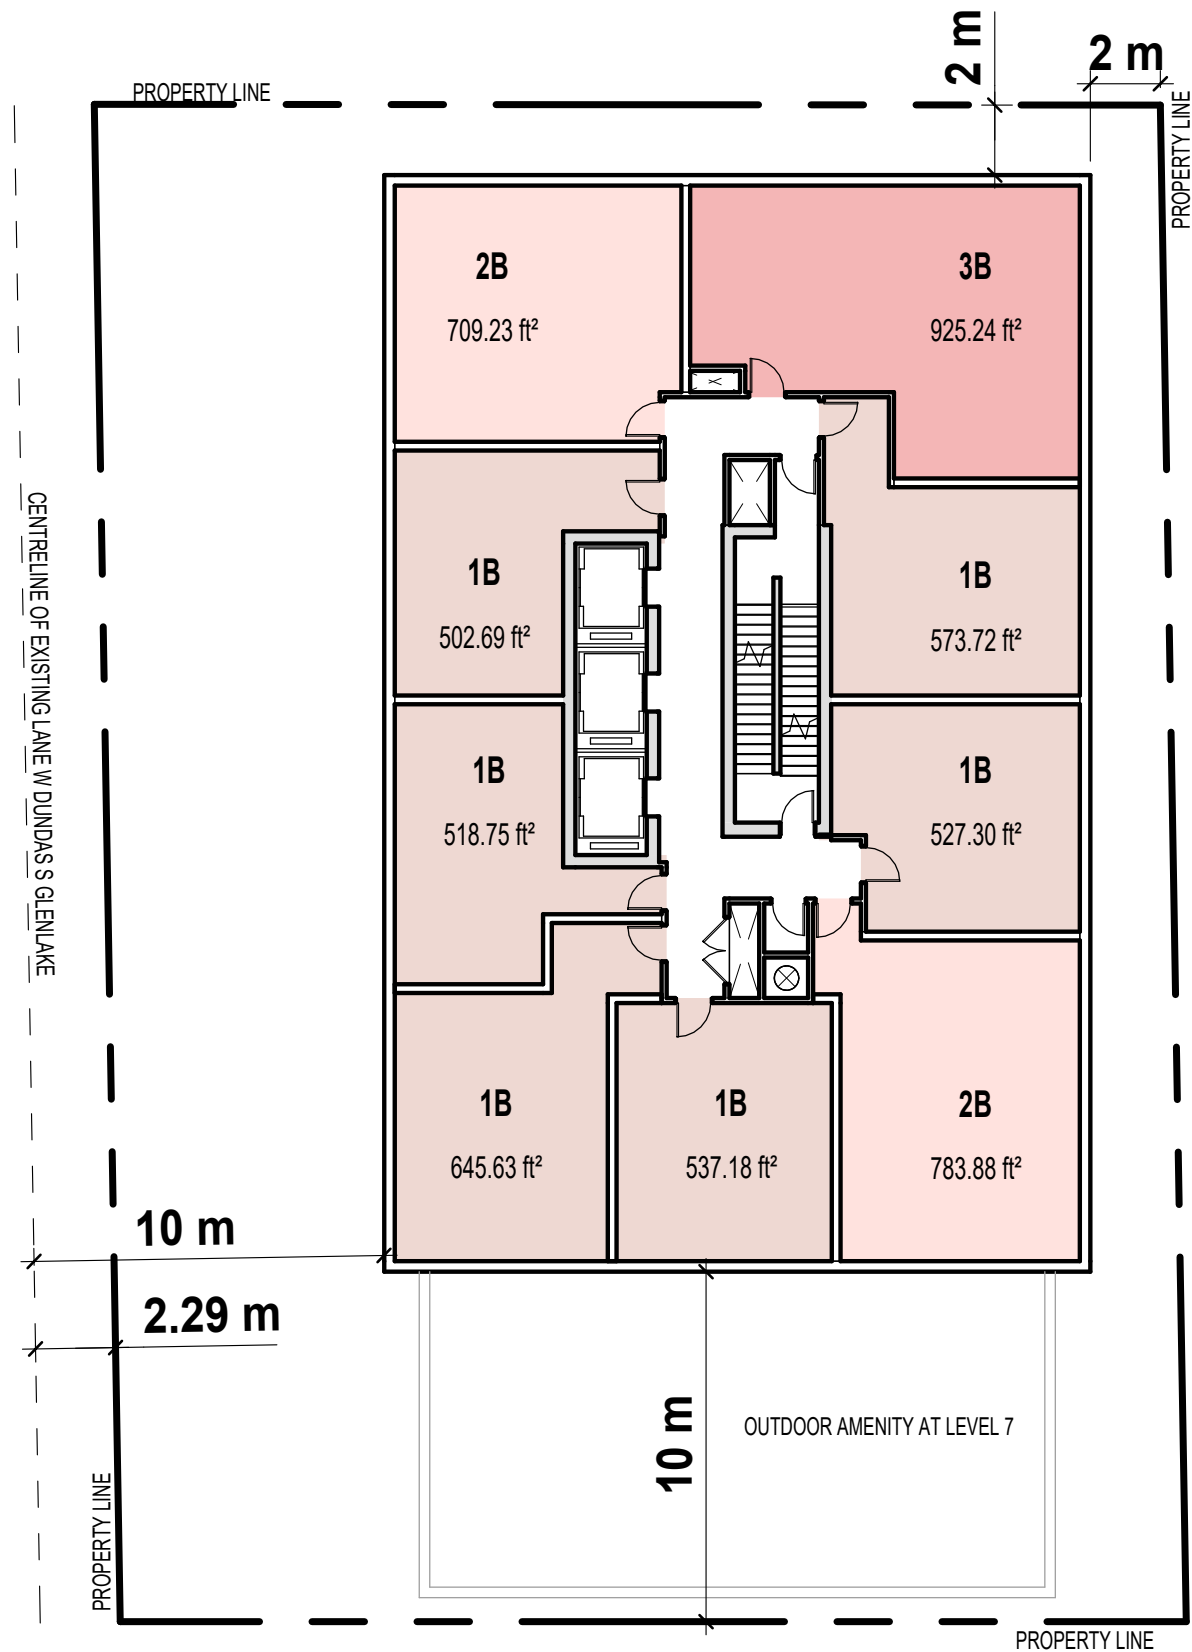 2 m
2 m
PROPERTY LINE
PROPERTY LINE
2B
709.23 ft²
3B
925.24 ft²
CENTRELINE OF EXISTING LANE W DUNDAS S GLENLAKE
1B
502.69 ft²
1B
573.72 ft²
1B
518.75 ft²
1B
527.30 ft²
1B
645.63 ft²
1B
537.18 ft²
2B
783.88 ft²
10 m
2.29 m
10 m
OUTDOOR AMENITY AT LEVEL 7
PROPERTY LINE
PROPERTY LINE